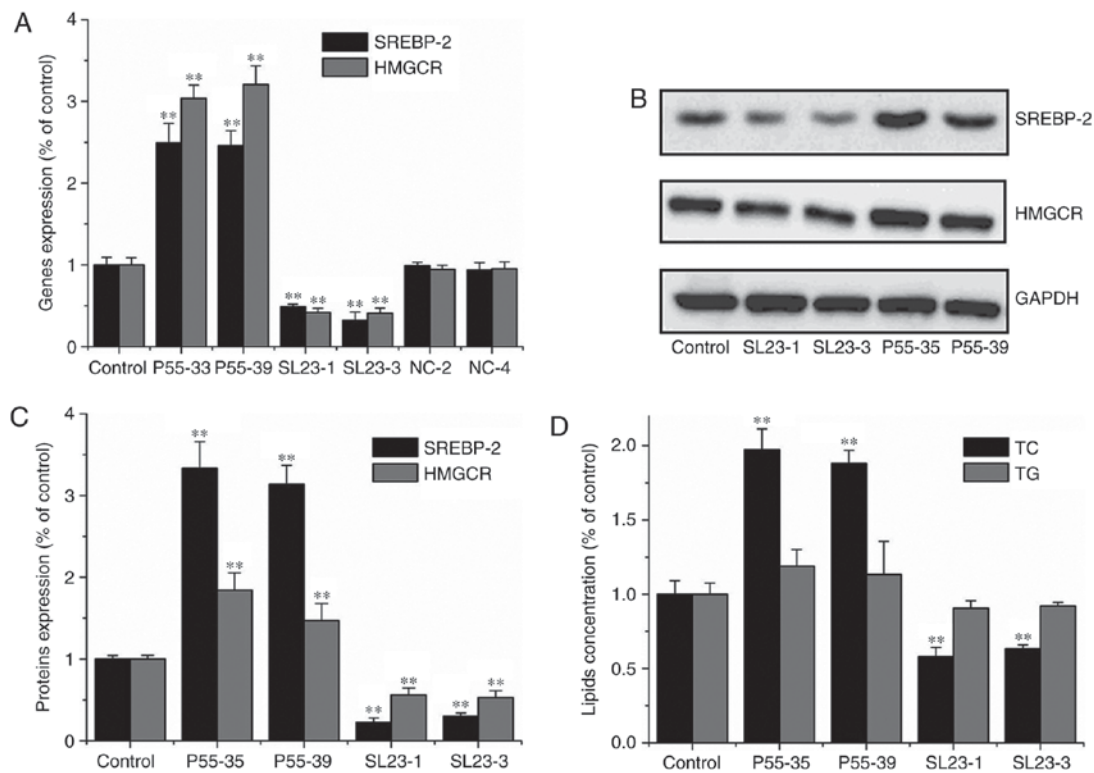 A
Genes expression (% of control)
4
3
2
1
0
SREBP-2
HMGCR
** ** ** ** ** ** ** **
Control P55-33 P55-39 SL23-1 SL23-3 NC-2 NC-4
B
SREBP-2
HMGCR
GAPDH
Control SL23-1 SL23-3 P55-35 P55-39
C
Proteins expression (% of control)
4
3
2
1
0
SREBP-2
HMGCR
** ** ** ** ** ** ** **
Control P55-35 P55-39 SL23-1 SL23-3
D
Lipids concentration (% of control)
2.0
1.5
1.0
0.5
0.0
TC
TG
** ** ** **
Control P55-35 P55-39 SL23-1 SL23-3